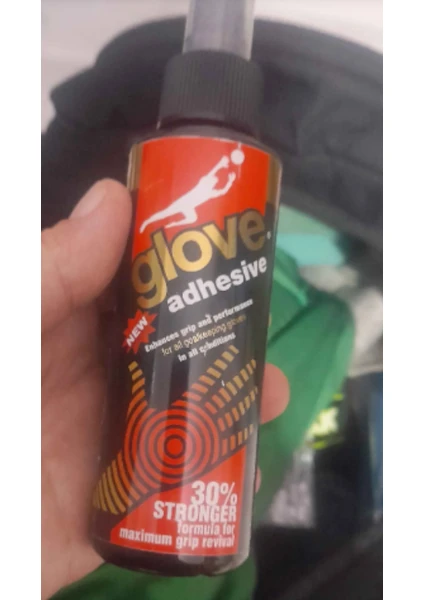 glove.
adhesive
NEW
Enhances grip and performance
for all goalkeeping gloves
in all conditions
30%
STRONGER
formula for
maximum grip revival